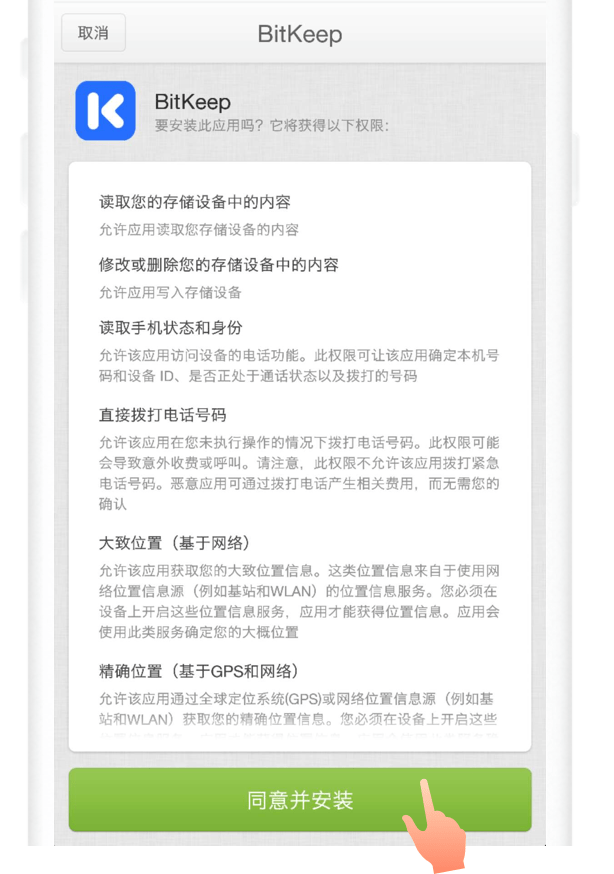 取消
BitKeep
BitKeep
要安装此应用吗？它将获得以下权限：
读取您的存储设备中的内容
允许应用读取您存储设备的内容
修改或删除您的存储设备中的内容
允许应用写入存储设备
读取手机状态和身份
允许该应用访问设备的电话功能。此权限可让该应用确定本机号
码和设备 ID、是否正处于通话状态以及拨打的号码
直接拨打电话号码
允许该应用在您未执行操作的情况下拨打电话号码。此权限可能
会导致意外收费或呼叫。请注意，此权限不允许该应用拨打紧急
电话号码。恶意应用可通过拨打电话产生相关费用，而无需您的
确认
大致位置（基于网络）
允许该应用获取您的大致位置信息。这类位置信息来自于使用网
络位置信息源（例如基站和WLAN）的位置信息服务。您必须在
设备上开启这些位置信息服务，应用才能获得位置信息。应用会
使用此类服务确定您的大概位置
精确位置（基于GPS和网络）
允许该应用通过全球定位系统(GPS)或网络位置信息源（例如基
站和WLAN）获取您的精确位置信息。您必须在设备上开启这些
同意并安装